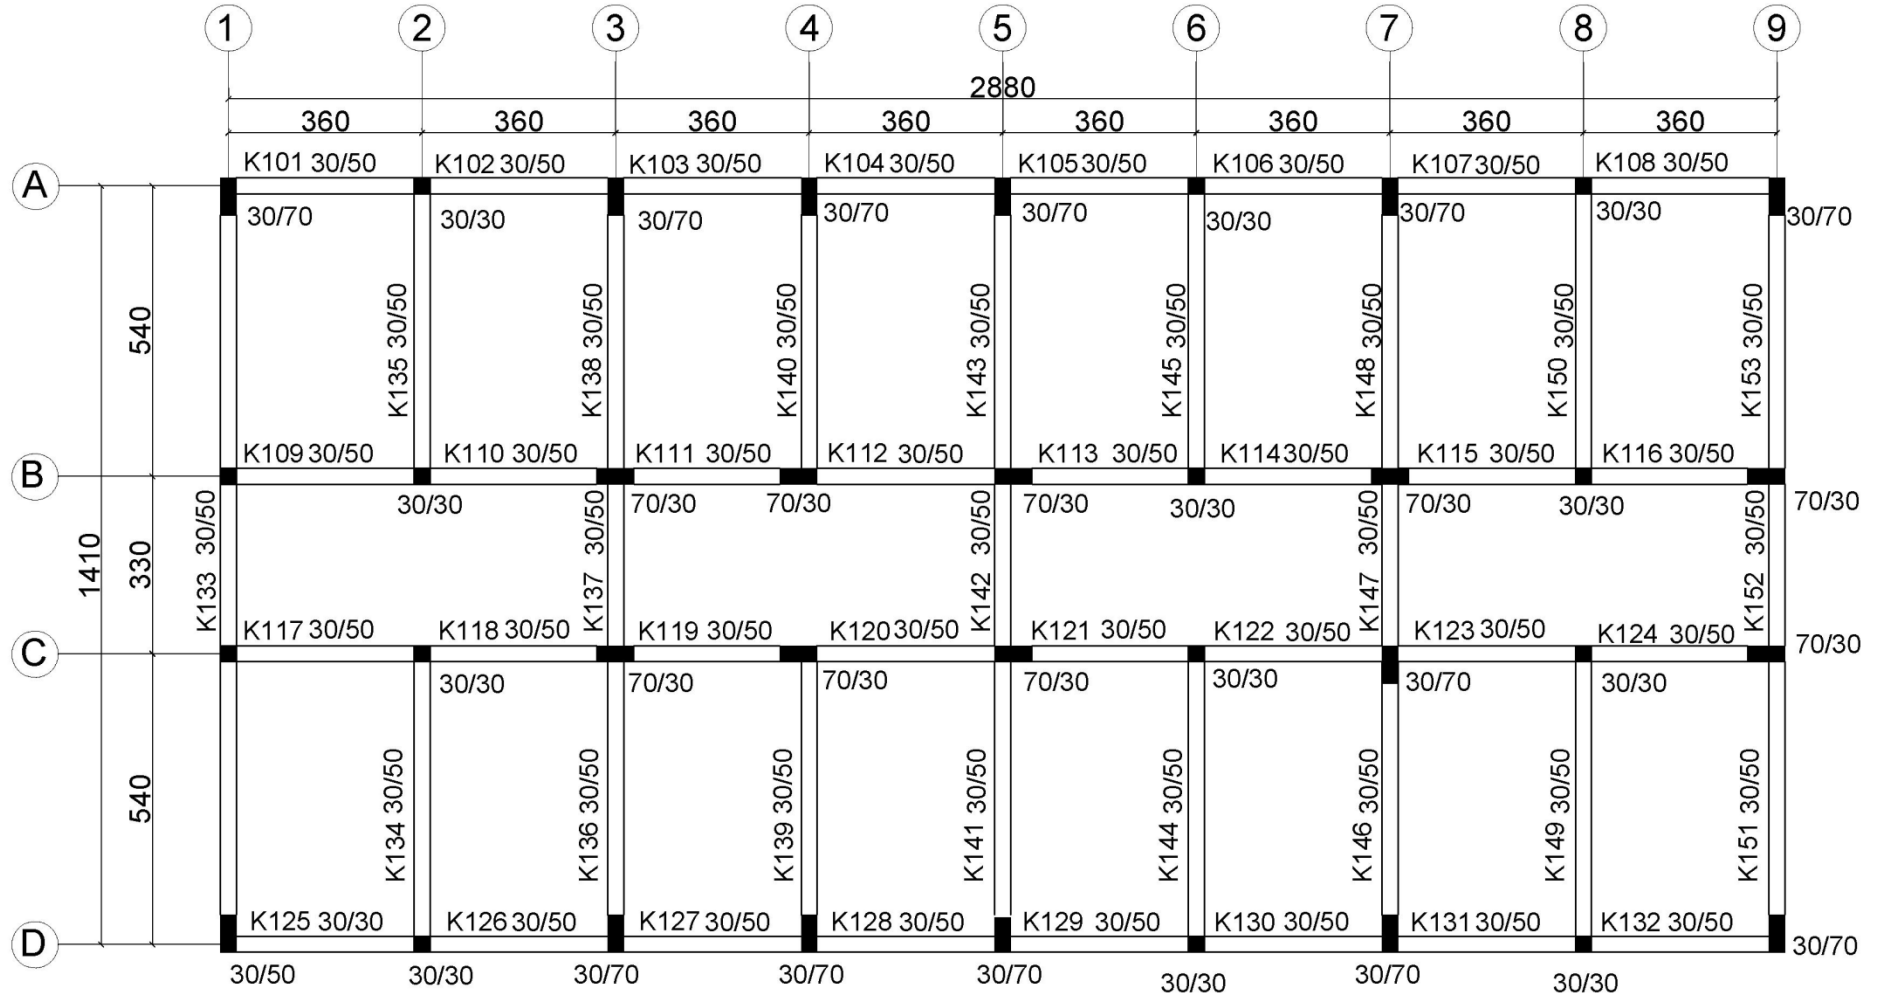 1 2 3 4 5 6 7 8 9
2880
360 360 360 360 360 360 360 360
K101 30/50 K102 30/50 K103 30/50 K104 30/50 K105 30/50 K106 30/50 K107 30/50 K108 30/50
A
30/70 30/30 30/70 30/70 30/70 30/30 30/70 30/30 30/70
540
K135 30/50 K138 30/50 K140 30/50 K143 30/50 K145 30/50 K148 30/50 K150 30/50 K153 30/50
K109 30/50 K110 30/50 K111 30/50 K112 30/50 K113 30/50 K114 30/50 K115 30/50 K116 30/50
B
30/30 70/30 70/30 70/30 30/30 70/30 30/30 70/30
1410
330
K133 30/50 K137 30/50 K142 30/50 K147 30/50 K152 30/50
K117 30/50 K118 30/50 K119 30/50 K120 30/50 K121 30/50 K122 30/50 K123 30/50 K124 30/50 70/30
C
30/30 70/30 70/30 70/30 30/30 30/70 30/30
540
K134 30/50 K136 30/50 K139 30/50 K141 30/50 K144 30/50 K146 30/50 K149 30/50 K151 30/50
K125 30/30 K126 30/50 K127 30/50 K128 30/50 K129 30/50 K130 30/50 K131 30/50 K132 30/50
D
30/50 30/30 30/70 30/70 30/70 30/30 30/70 30/30 30/70